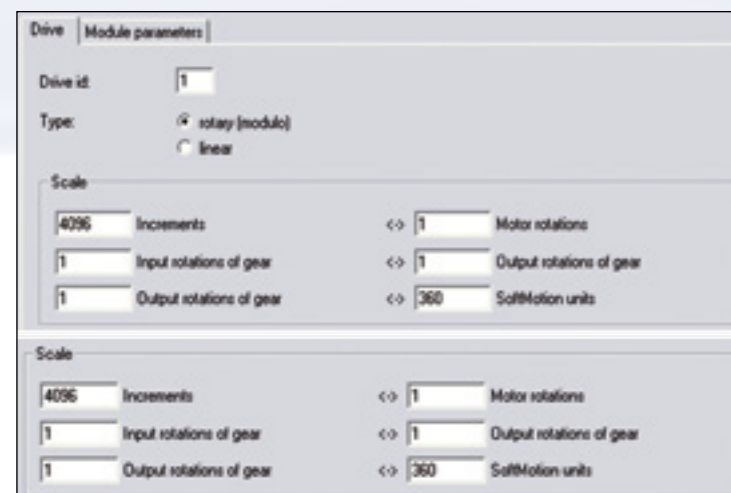 Drive Module parameters
Drive id: 1
Type: rotary (modulo)
linear
Scale
4096 Increments <-> 1 Motor rotations
1 Input rotations of gear <-> 1 Output rotations of gear
1 Output rotations of gear <-> 360 SoftMotion units
Scale
4096 Increments <-> 1 Motor rotations
1 Input rotations of gear <-> 1 Output rotations of gear
1 Output rotations of gear <-> 360 SoftMotion units